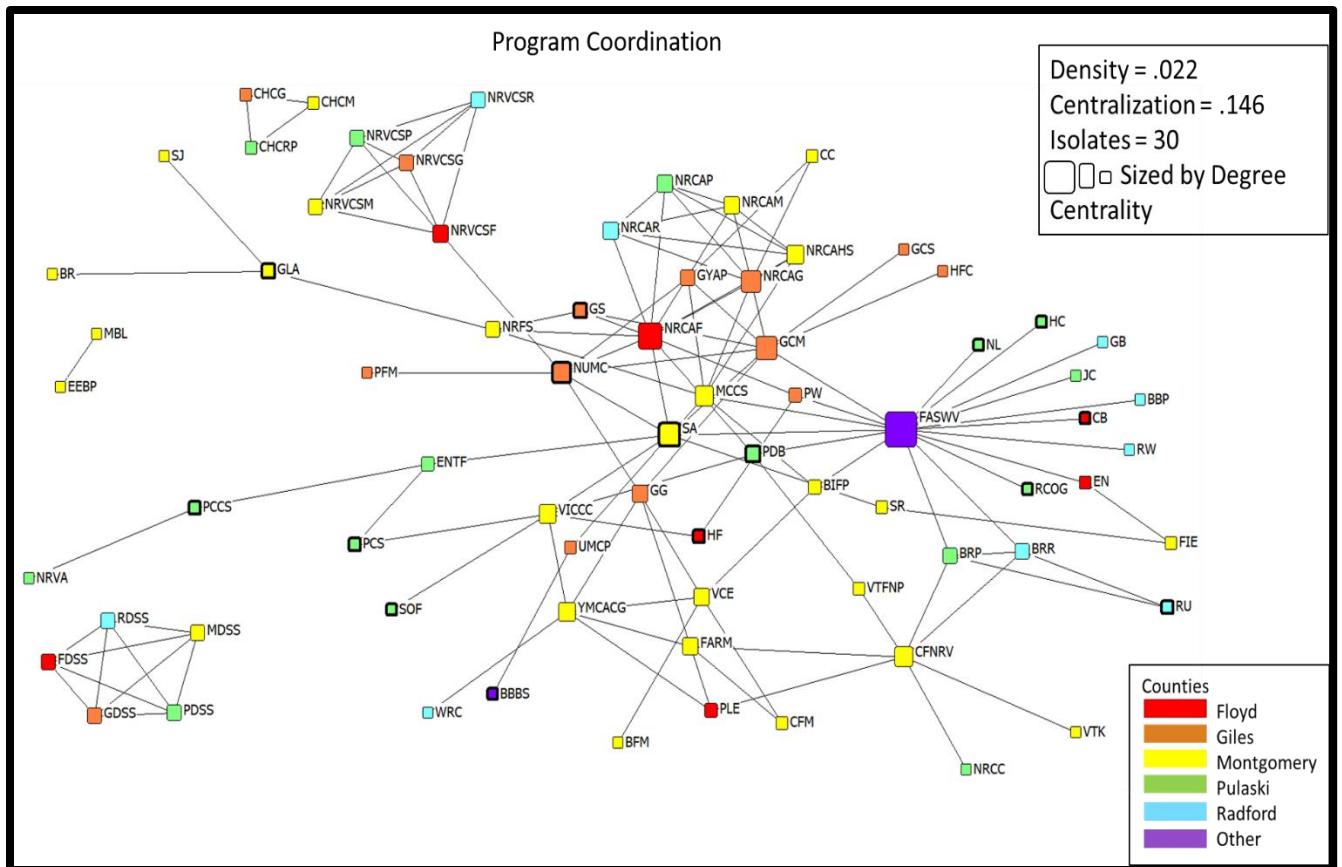 Program Coordination
Density = .022
Centralization = .146
Isolates = 30
Sized by Degree
Centrality
CHCG
CHCM
CHCRP
NRVCSR
NRVCSP
NRVCSG
NRVCSM
NRVCSF
SJ
CC
NRCAP
NRCAM
NRCAR
NRCAHS
GCS
HFC
BR
GLA
GYAP
NRCAG
GS
NRFS
NRCAF
GCM
HC
NL
GB
MBL
EEBP
PFM
NUMC
JC
MCCS
PW
BBP
FASWV
CB
SA
ENTF
PDB
RW
PCCS
GG
BIFP
EN
RCOG
VICCC
SR
PCS
HF
FIE
UMCP
BRP
BRR
NRVA
VTFNP
SOF
YMCACG
VCE
RU
RDSS
MDSS
FARM
CFNRV
FDSS
BBBS
GDSS
PDSS
WRC
PLE
CFM
VTK
BFM
NRCC
Counties
Floyd
Giles
Montgomery
Pulaski
Radford
Other